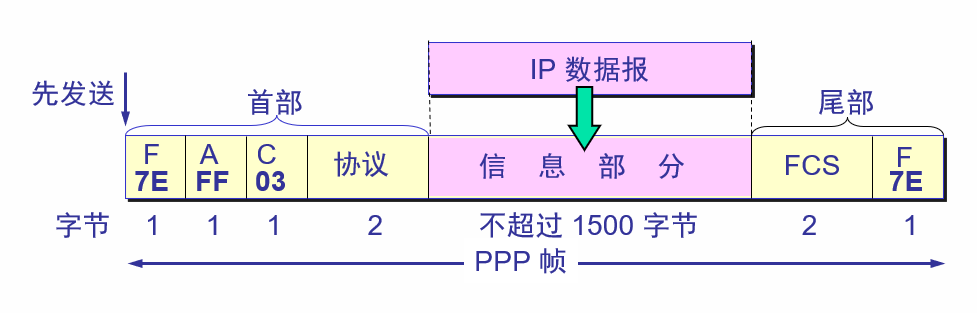 IP 数据报
先发送
首部
尾部
F A C 协议 信息部分 FCS F
7E FF 03 7E
字节 1 1 1 2 不超过 1500 字节 2 1
PPP 帧